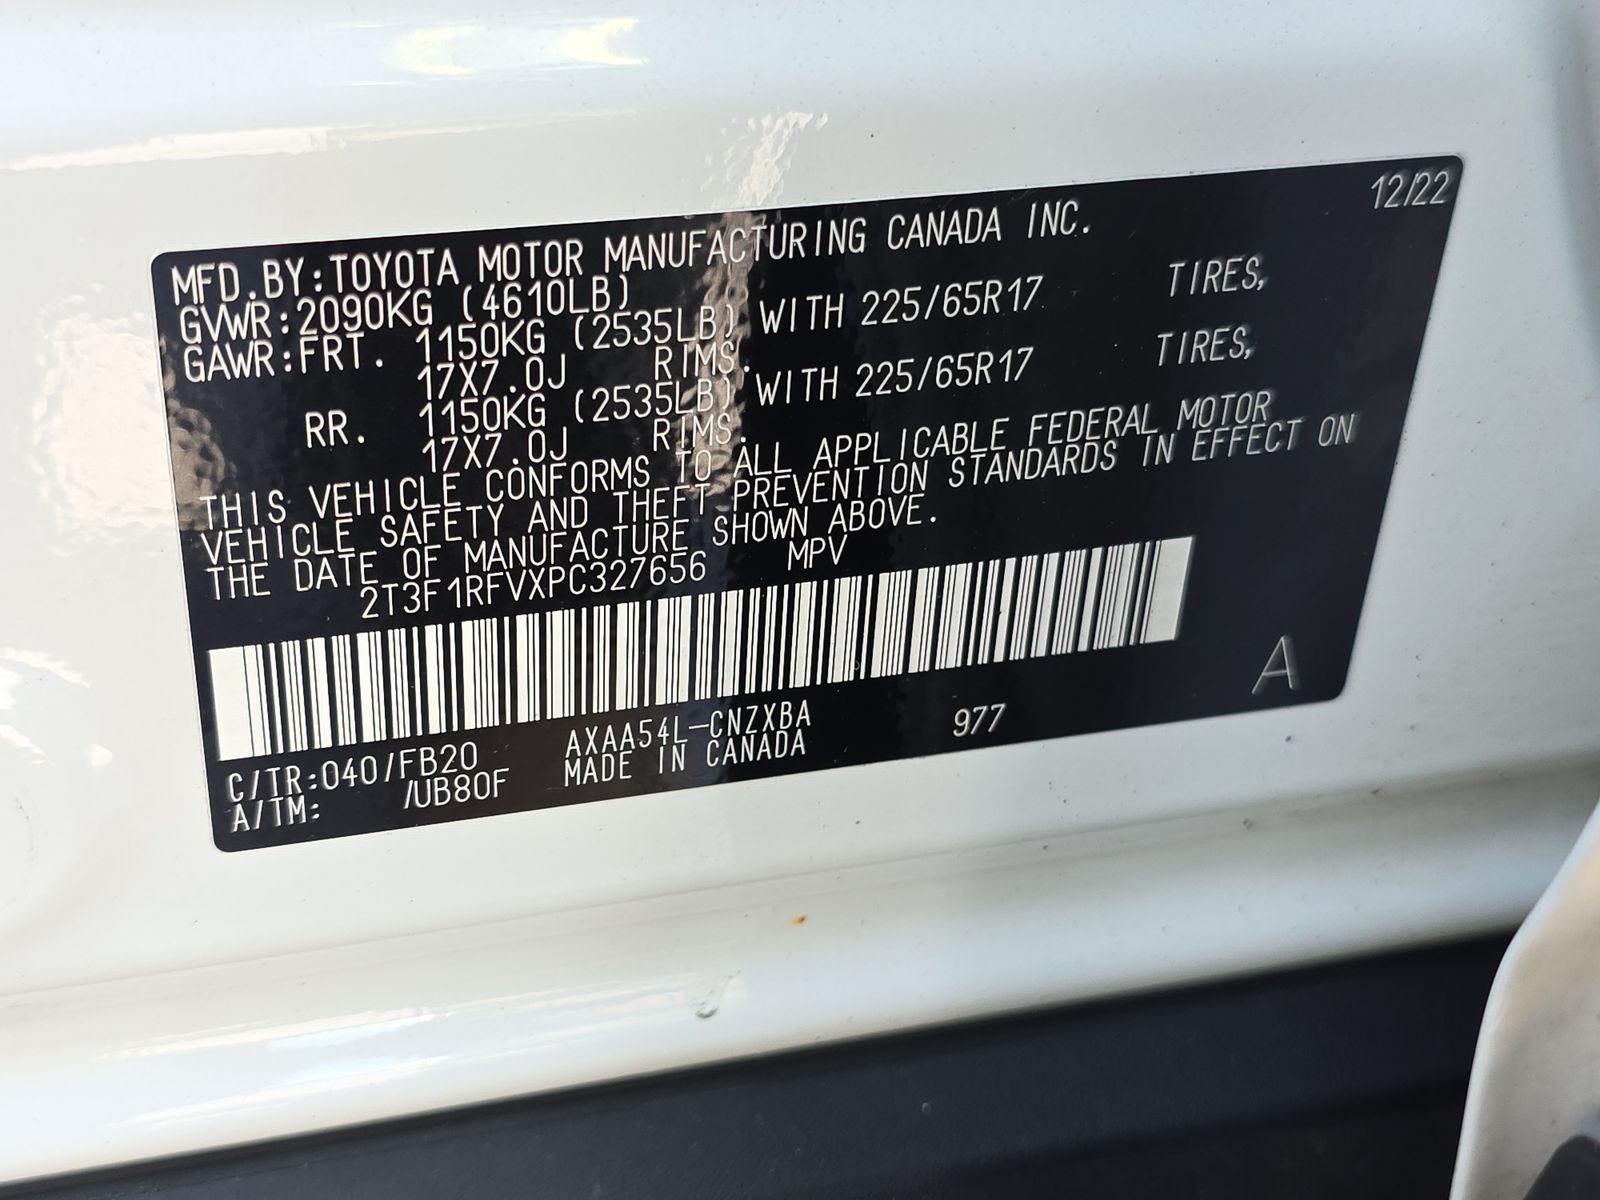 12/22
MFD.BY:TOYOTA MOTOR MANUFACTURING CANADA INC.
GVWR:2090KG (4610LB)
GAWR:FRT. 1150KG (2535LB) WITH 225/65R17 TIRES,
17X7.0J RIMS.
RR. 1150KG (2535LB) WITH 225/65R17 TIRES,
17X7.0J RIMS.
THIS VEHICLE CONFORMS TO ALL APPLICABLE FEDERAL MOTOR
VEHICLE SAFETY AND THEFT PREVENTION STANDARDS IN EFFECT ON
THE DATE OF MANUFACTURE SHOWN ABOVE.
2T3F1RFVXPC327656 MPV
A
C/TR:040/FB20 AXAA54L-CNZXBA 977
A/TM: /UB80F MADE IN CANADA